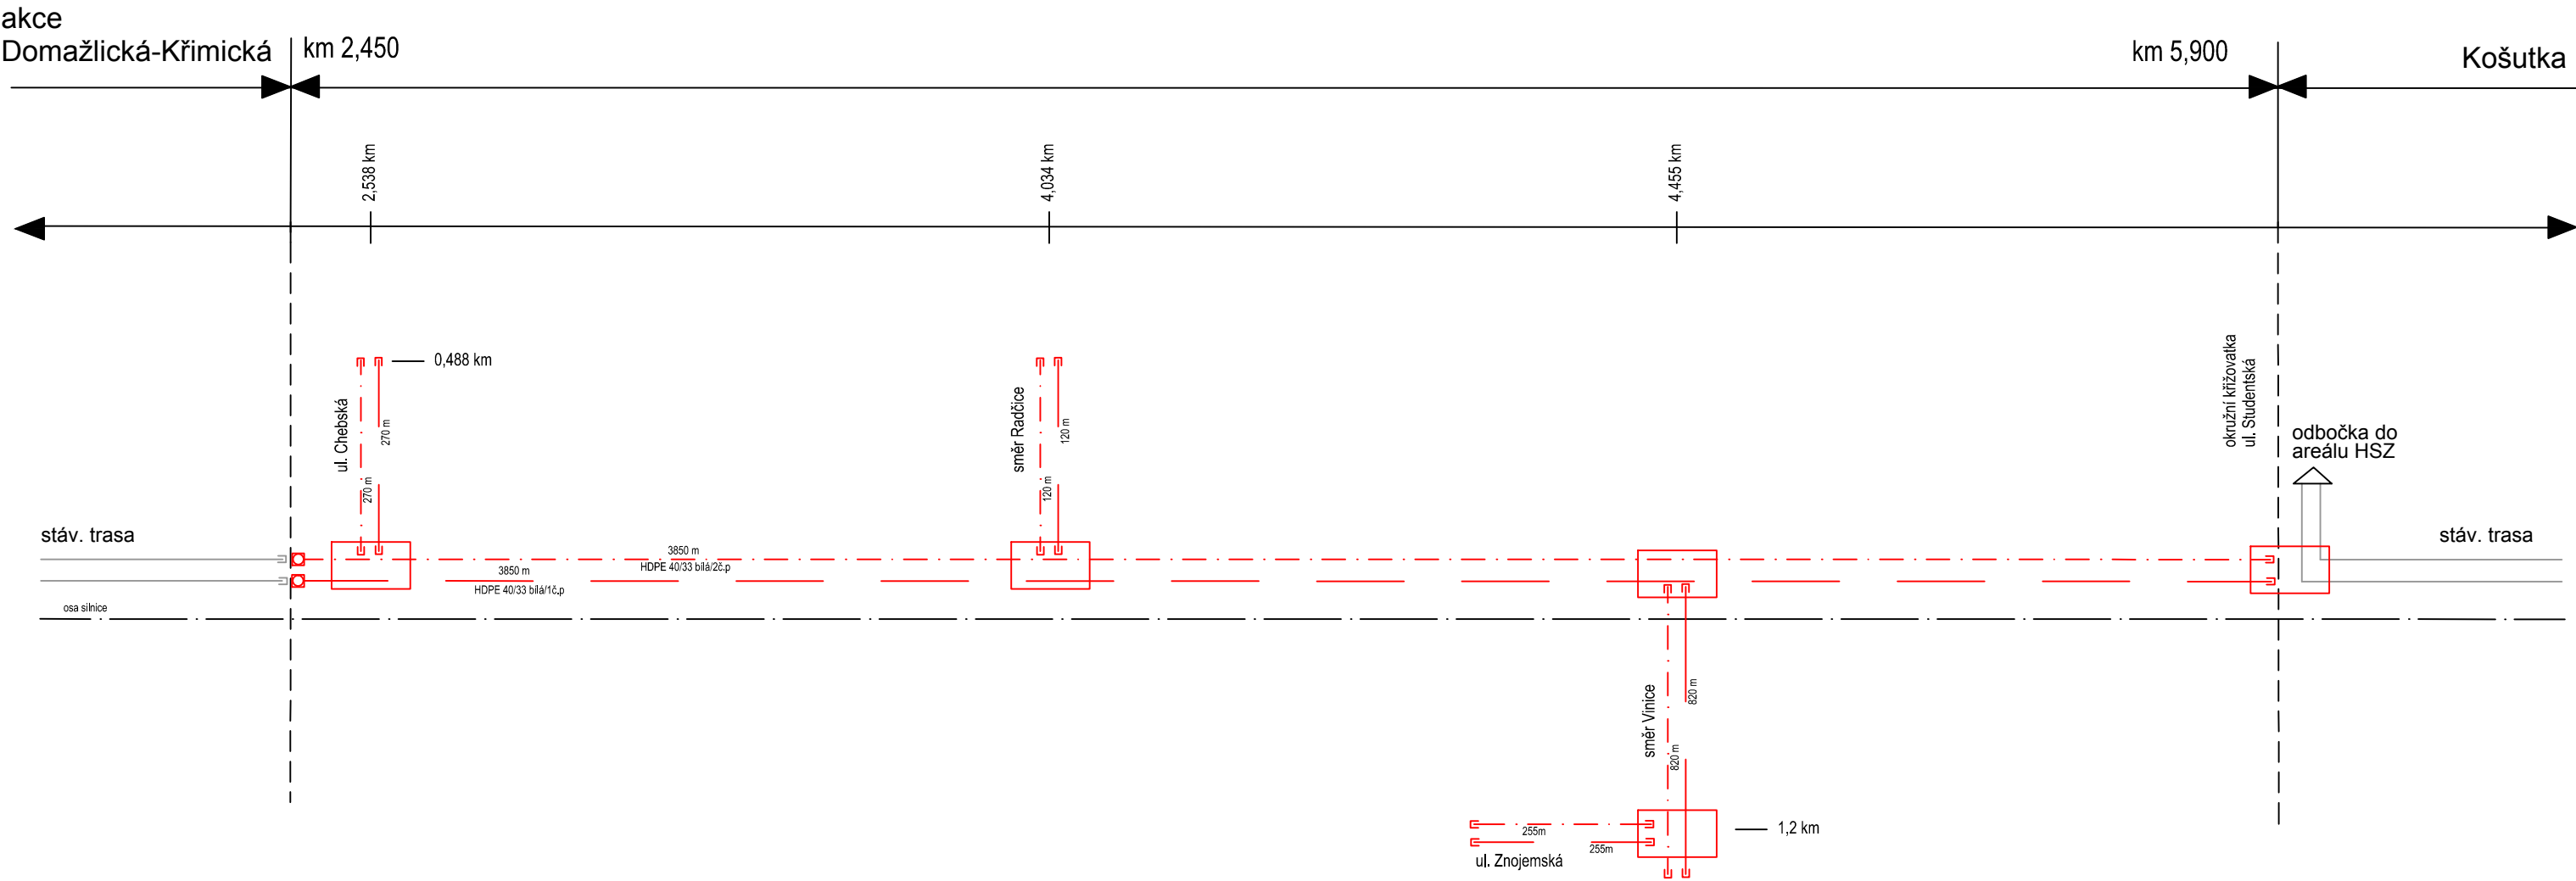 akce
Domažlická-Křimická
km 2,450
km 5,900
Košutka
2,538 km
4,034 km
4,455 km
0,488 km
ul. Chebská
270 m
270 m
směr Radčice
120 m
120 m
okružní křižovatka
ul. Studentská
odbočka do
areálu HSZ
stáv. trasa
stáv. trasa
3850 m
HDPE 40/33 bílá/2č.p
3850 m
HDPE 40/33 bílá/1č.p
osa silnice
směr Vinice
820 m
820 m
255m
255m
ul. Znojemská
1,2 km